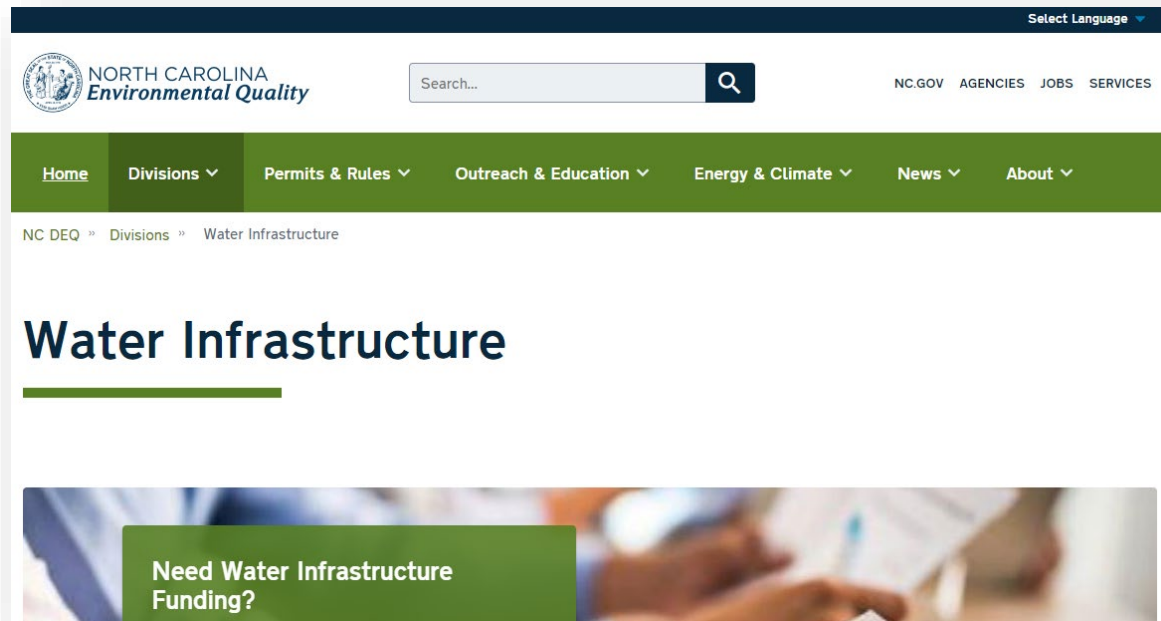 Select Language
NORTH CAROLINA
Environmental Quality
Search...
NC.GOV AGENCIES JOBS SERVICES
Home Divisions Permits & Rules Outreach & Education Energy & Climate News About
NC DEQ » Divisions » Water Infrastructure
Water Infrastructure
Need Water Infrastructure
Funding?